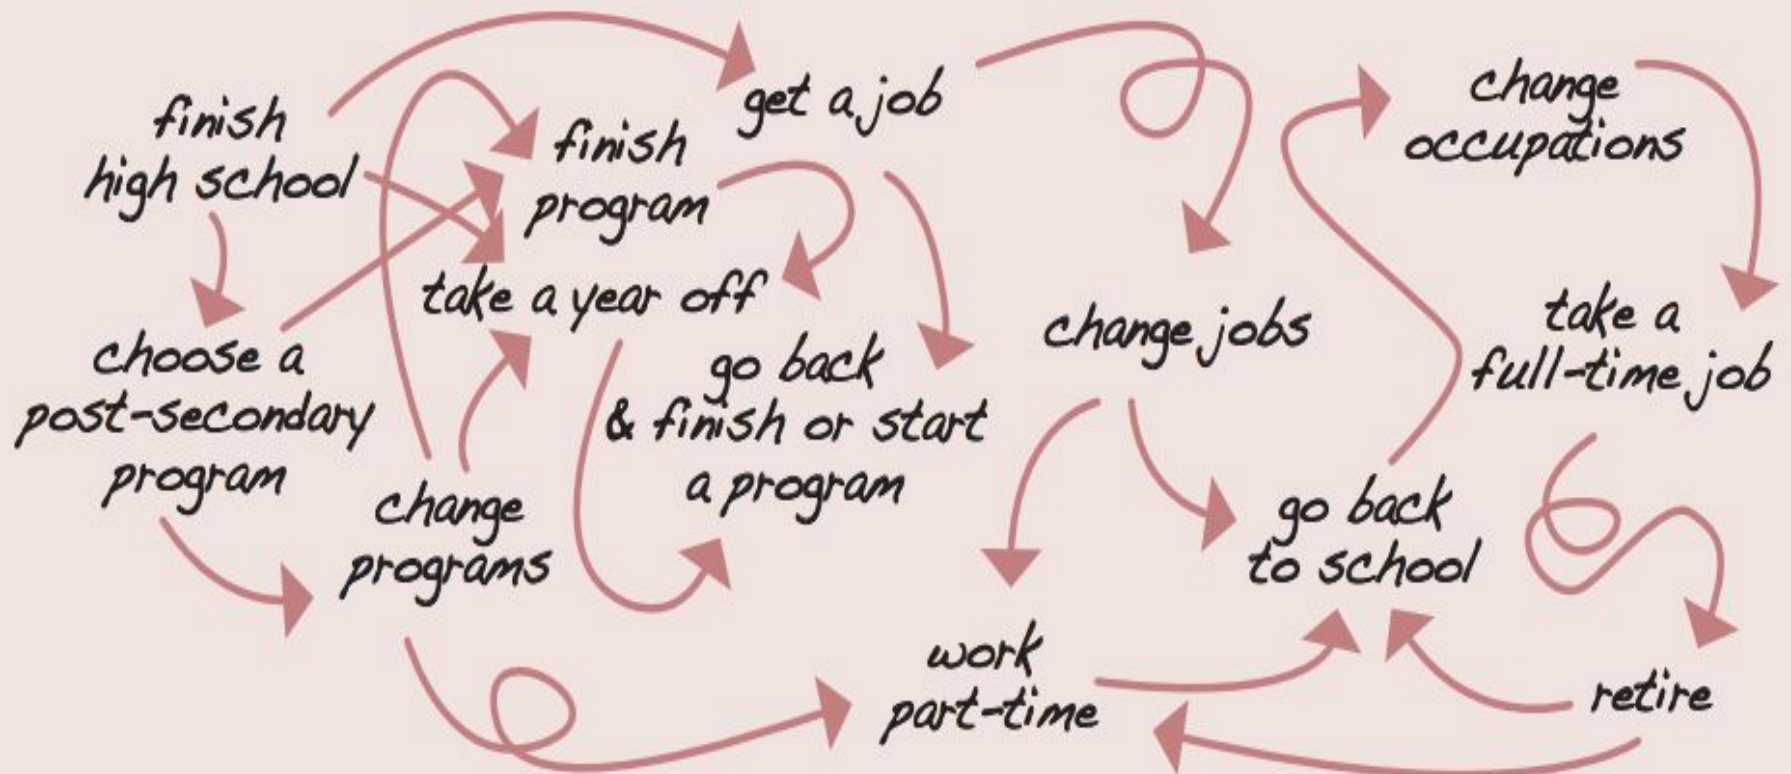 finish
high school
get a job
change
occupations
finish
program
take a year off
choose a
post-secondary
program
go back
& finish or start
a program
change jobs
take a
full-time job
change
programs
go back
to school
work
part-time
retire